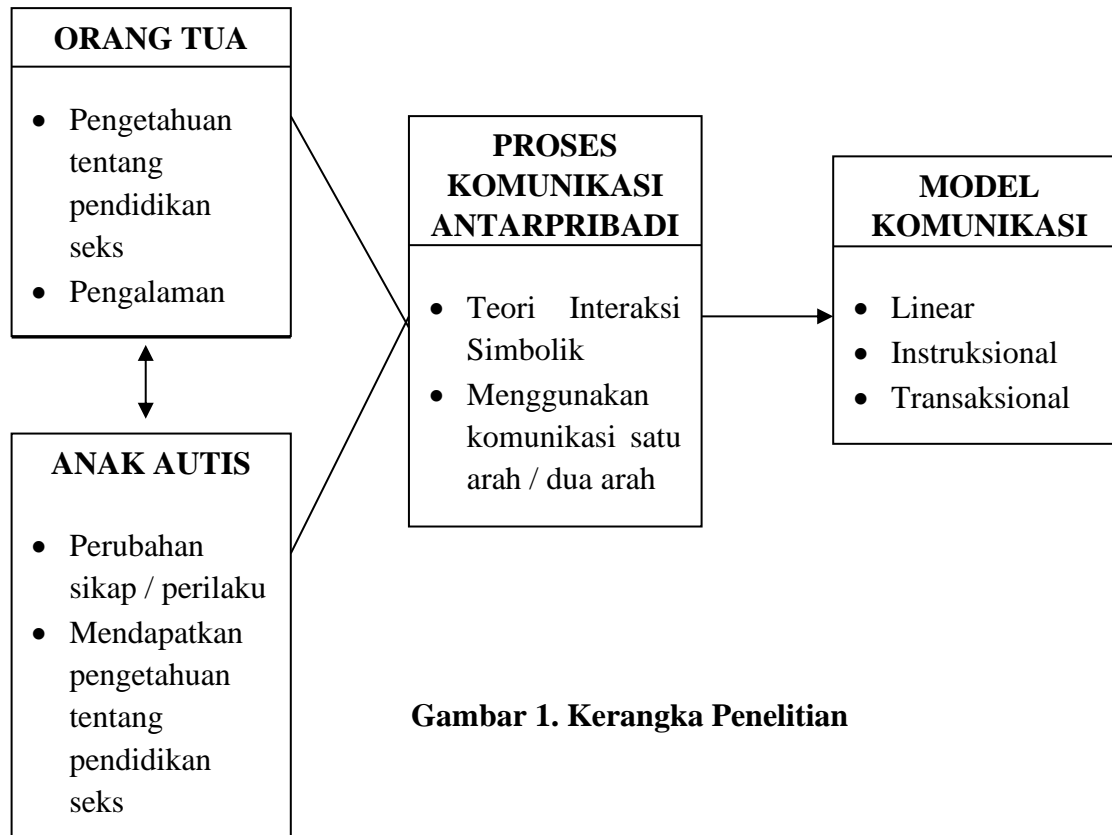 ORANG TUA
• Pengetahuan
tentang
pendidikan
seks
• Pengalaman
ANAK AUTIS
• Perubahan
sikap / perilaku
• Mendapatkan
pengetahuan
tentang
pendidikan
seks
PROSES
KOMUNIKASI
ANTARPRIBADI
• Teori Interaksi
Simbolik
• Menggunakan
komunikasi satu
arah / dua arah
MODEL
KOMUNIKASI
• Linear
• Instruksional
• Transaksional
Gambar 1. Kerangka Penelitian